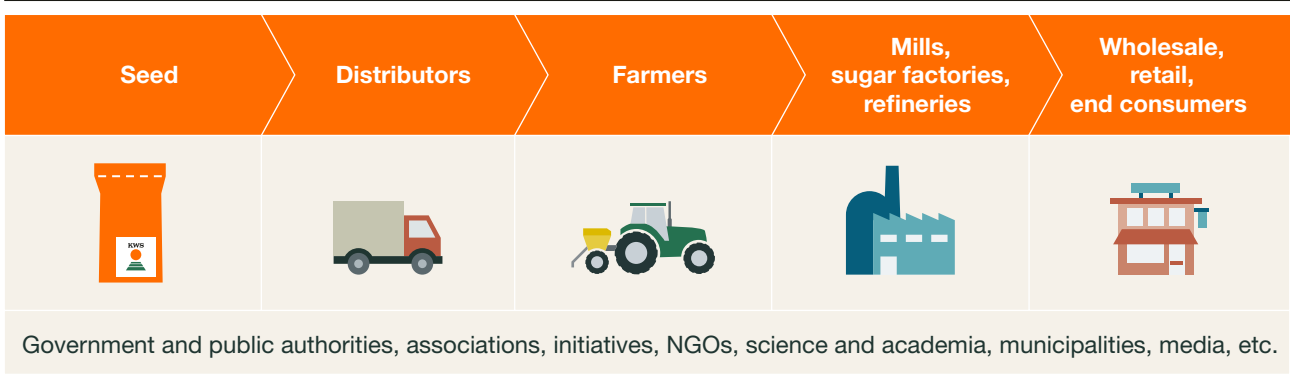 Seed
Distributors
Farmers
Mills,
sugar factories,
refineries
Wholesale,
retail,
end consumers
KWS
Government and public authorities, associations, initiatives, NGOs, science and academia, municipalities, media, etc.